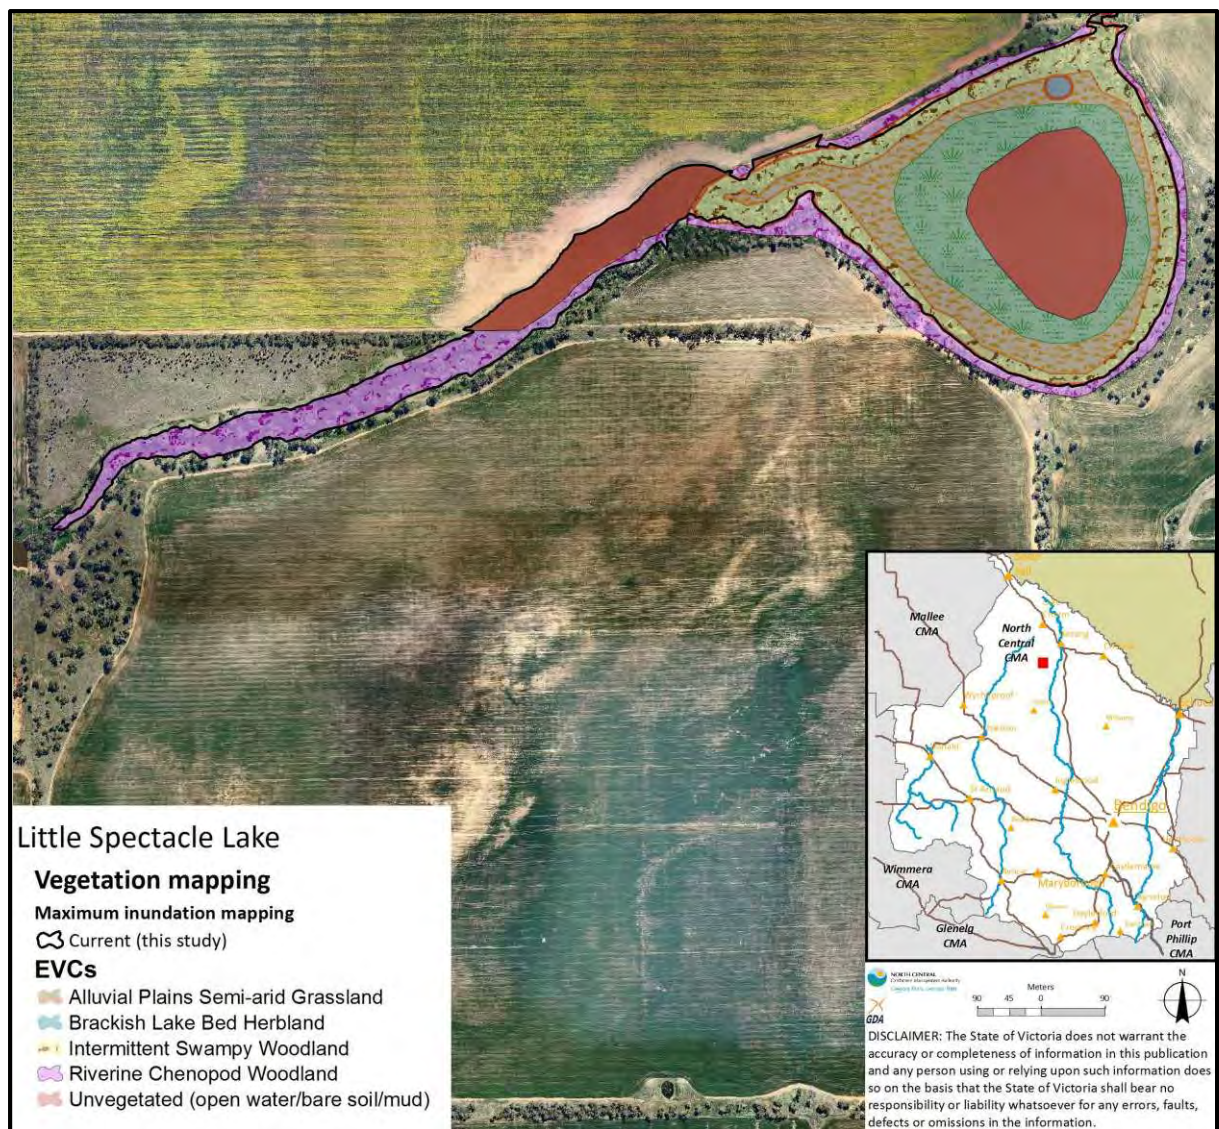 Little Spectacle Lake
Vegetation mapping
Maximum inundation mapping
Current (this study)
EVCs
Alluvial Plains Semi-arid Grassland
Brackish Lake Bed Herbland
Intermittent Swampy Woodland
Riverine Chenopod Woodland
Unvegetated (open water/bare soil/mud)
Mallee
CMA
North
Central
CMA
Bendigo
Maryborough
Wimmera
CMA
Glenelg
CMA
Port
Phillip
CMA
NORTH CENTRAL
Catchment Management Authority
GDA
Meters
90 45 0 90
N
DISCLAIMER: The State of Victoria does not warrant the
accuracy or completeness of information in this publication
and any person using or relying upon such information does
so on the basis that the State of Victoria shall bear no
responsibility or liability whatsoever for any errors, faults,
defects or omissions in the information.